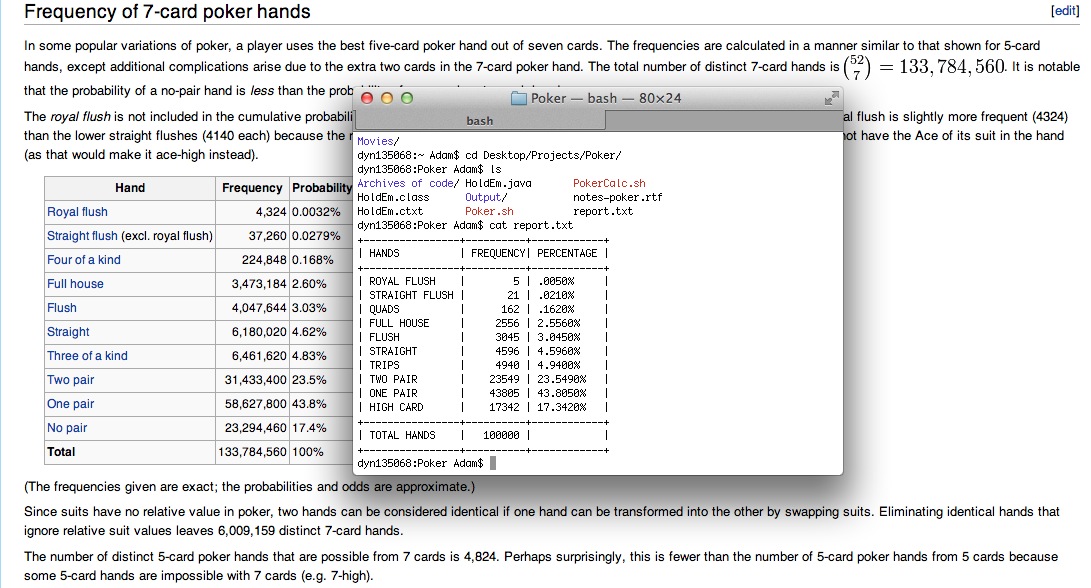 Frequency of 7-card poker hands [edit]
In some popular variations of poker, a player uses the best five-card poker hand out of seven cards. The frequencies are calculated in a manner similar to that shown for 5-card
hands, except additional complications arise due to the extra two cards in the 7-card poker hand. The total number of distinct 7-card hands is (52 7) = 133,784,560. It is notable
that the probability of a no-pair hand is less than the
The royal flush is not included in the cumulative al flush is slightly more frequent (4324)
than the lower straight flushes (4140 each) because the not have the Ace of its suit in the hand
(as that would make it ace-high instead).
Hand Frequency Probability
Royal flush 4,324 0.0032%
Straight flush (excl. royal flush) 37,260 0.0279%
Four of a kind 224,848 0.168%
Full house 3,473,184 2.60%
Flush 4,047,644 3.03%
Straight 6,180,020 4.62%
Three of a kind 6,461,620 4.83%
Two pair 31,433,400 23.5%
One pair 58,627,800 43.8%
No pair 23,294,460 17.4%
Total 133,784,560 100%
Poker — bash — 80×24
bash
Movies/
dyn135068:~ Adam$ cd Desktop/Projects/Poker/
dyn135068:Poker Adam$ ls
Archives of code/ HoldEm.java PokerCalc.sh
HoldEm.class Output/ notes-poker.rtf
HoldEm.ctxt Poker.sh report.txt
dyn135068:Poker Adam$ cat report.txt
+----------------+----------+------------+
| HANDS | FREQUENCY| PERCENTAGE |
+----------------+----------+------------+
| ROYAL FLUSH | 5 | .0050% |
| STRAIGHT FLUSH | 21 | .0210% |
| QUADS | 162 | .1620% |
| FULL HOUSE | 2556 | 2.5560% |
| FLUSH | 3045 | 3.0450% |
| STRAIGHT | 4596 | 4.5960% |
| TRIPS | 4940 | 4.9400% |
| TWO PAIR | 23549 | 23.5490% |
| ONE PAIR | 43805 | 43.8050% |
| HIGH CARD | 17342 | 17.3420% |
+----------------+----------+------------+
| TOTAL HANDS | 100000 | |
+----------------+----------+------------+
dyn135068:Poker Adam$
(The frequencies given are exact; the probabilities and odds are approximate.)
Since suits have no relative value in poker, two hands can be considered identical if one hand can be transformed into the other by swapping suits. Eliminating identical hands that
ignore relative suit values leaves 6,009,159 distinct 7-card hands.
The number of distinct 5-card poker hands that are possible from 7 cards is 4,824. Perhaps surprisingly, this is fewer than the number of 5-card poker hands from 5 cards because
some 5-card hands are impossible with 7 cards (e.g. 7-high).